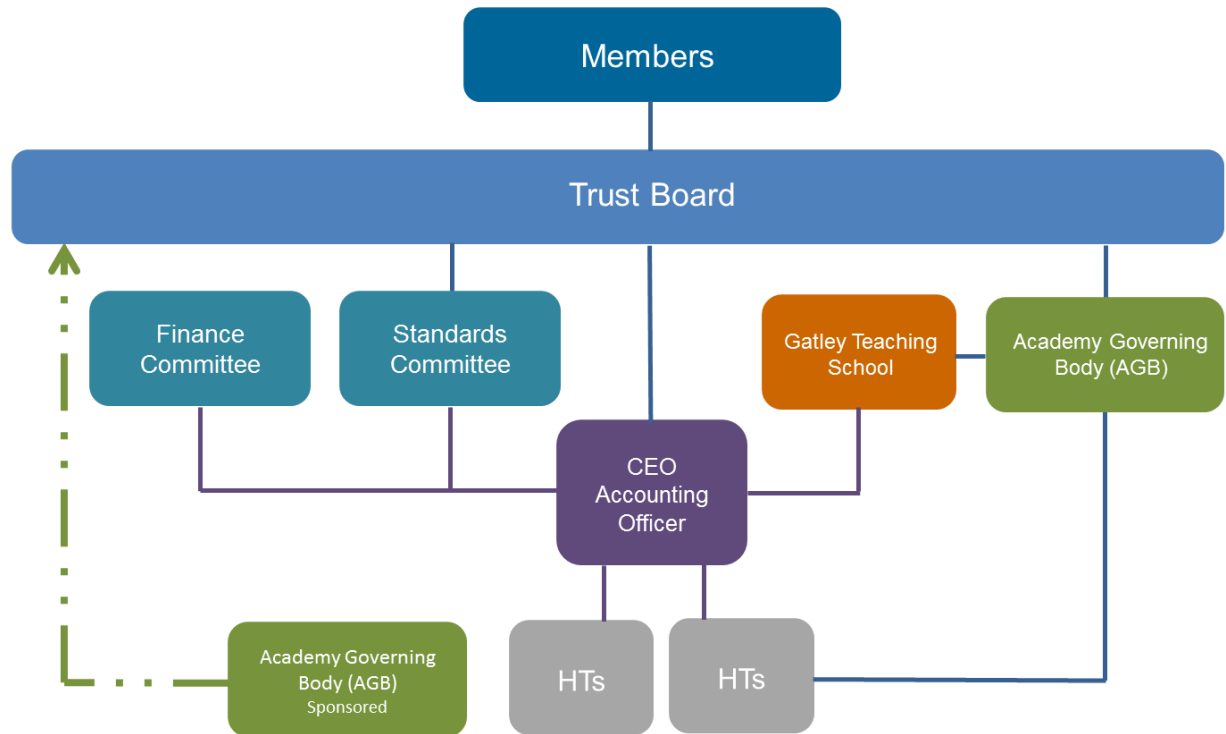 Members
Trust Board
Finance
Committee
Standards
Committee
Gatley Teaching
School
Academy Governing
Body (AGB)
CEO
Accounting
Officer
Academy Governing
Body (AGB)
Sponsored
HTs
HTs